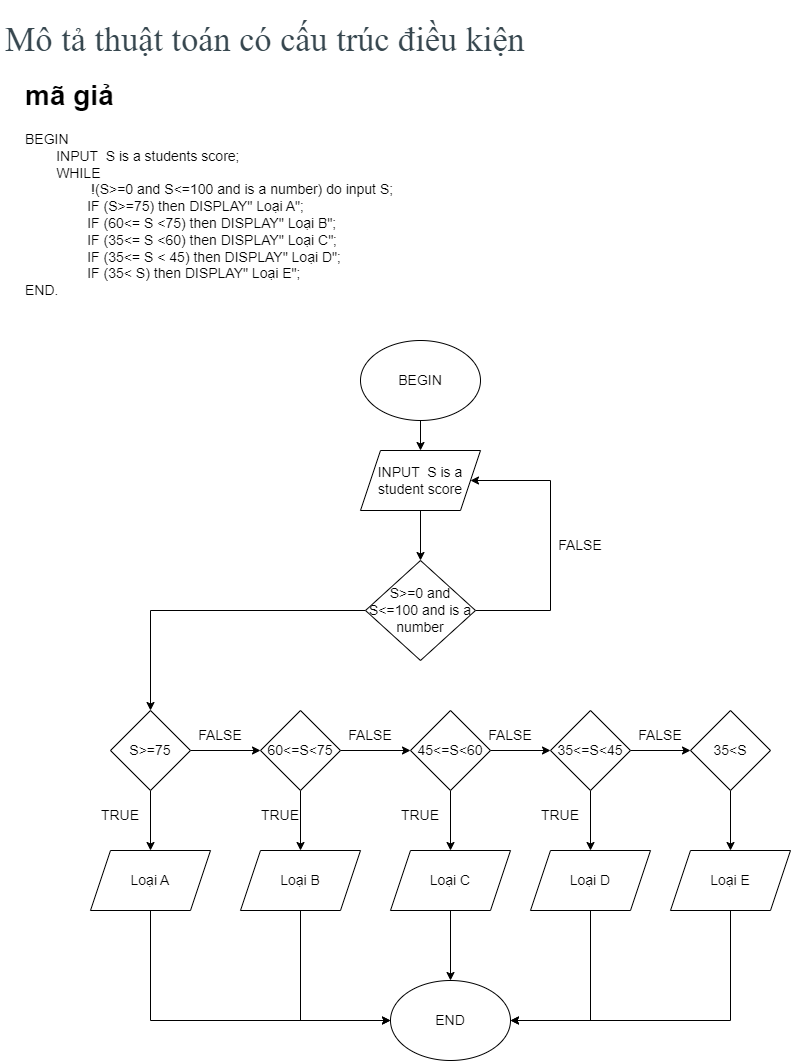 Mô tả thuật toán có cấu trúc điều kiện
mã giả
BEGIN
INPUT  S is a students score;
WHILE
!(S>=0 and S<=100 and is a number) do input S;
IF (S>=75) then DISPLAY" Loại A";
IF (60<= S <75) then DISPLAY" Loại B";
IF (35<= S <60) then DISPLAY" Loại C";
IF (35<= S < 45) then DISPLAY" Loại D";
IF (35< S) then DISPLAY" Loại E";
END.
BEGIN
INPUT  S is a
student score
FALSE
S>=0 and
S<=100 and is a
number
S>=75
FALSE
60<=S<75
FALSE
45<=S<60
FALSE
35<=S<45
FALSE
35<S
TRUE
TRUE
TRUE
TRUE
Loại A
Loại B
Loại C
Loại D
Loại E
END